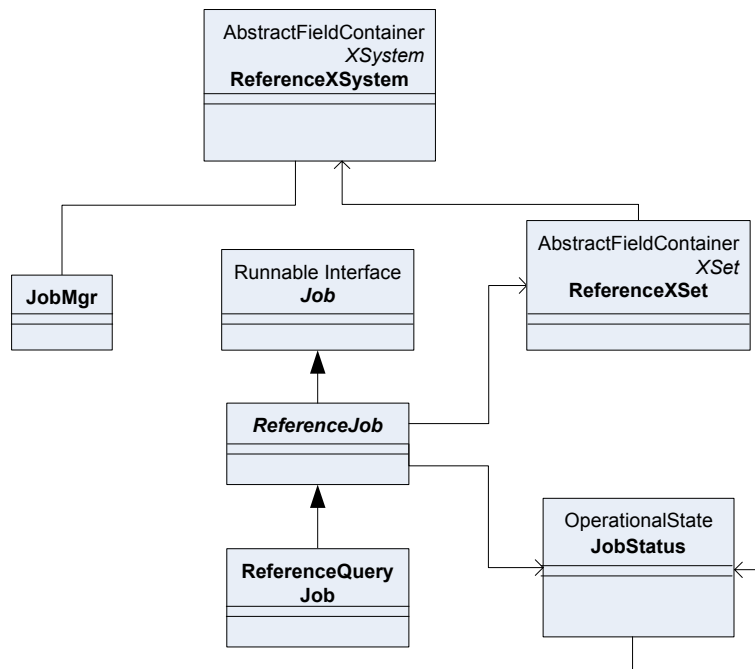 AbstractFieldContainer
XSystem
ReferenceXSystem
AbstractFieldContainer
XSet
ReferenceXSet
Runnable Interface
Job
JobMgr
ReferenceJob
OperationalState
JobStatus
ReferenceQuery
Job